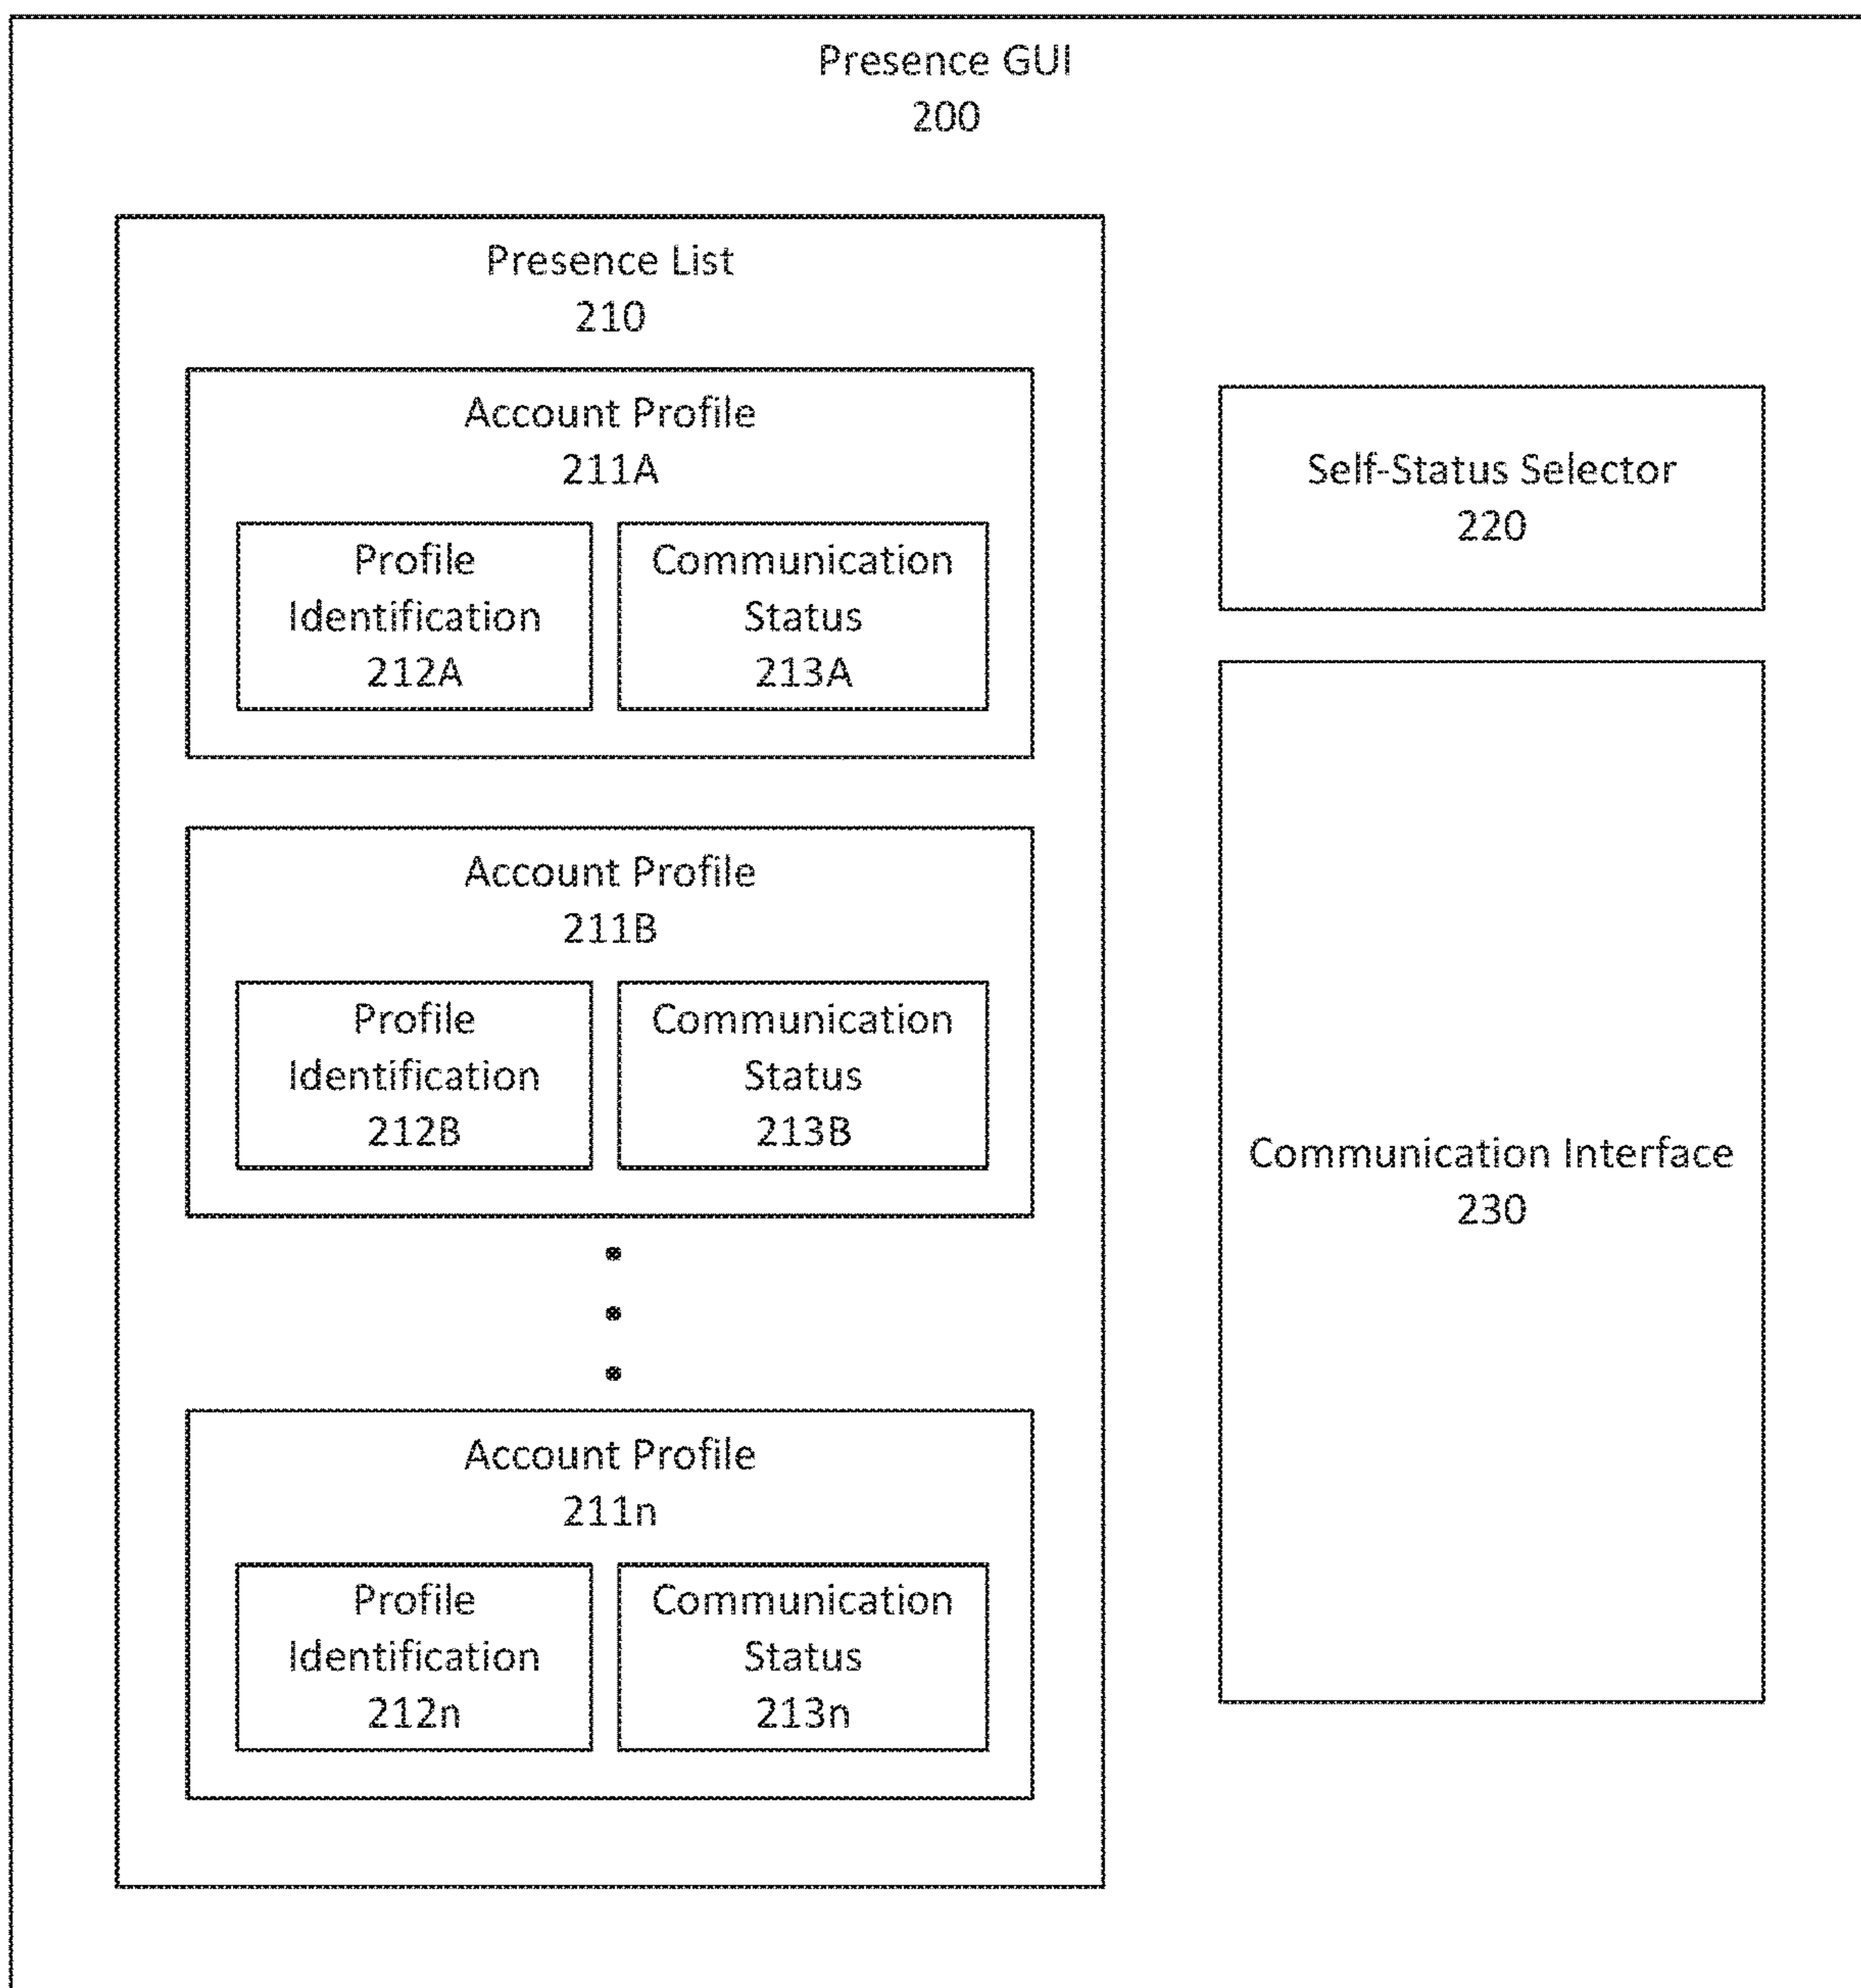 Presence GUI
200
Presence List
210
Account Profile
211A
Profile
Identification
212A
Communication
Status
213A
Account Profile
211B
Profile
Identification
212B
Communication
Status
213B
Account Profile
211n
Profile
Identification
212n
Communication
Status
213n
Self-Status Selector
220
Communication Interface
230